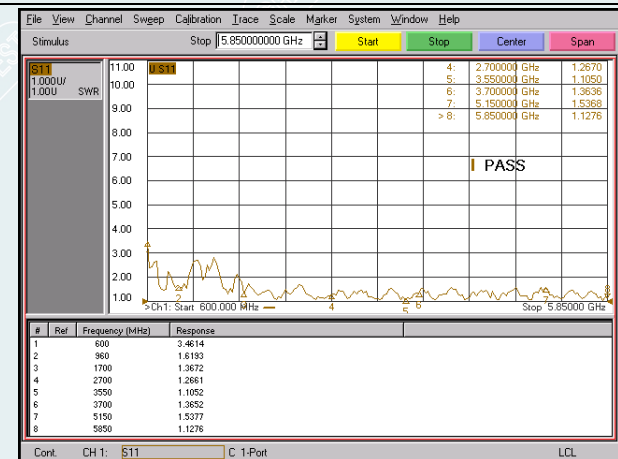 File View Channel Sweep Calibration Trace Scale Marker System Window Help
Stimulus Stop 5.850000000 GHz Start Stop Center Span
S11
1.000U/
1.00U SWR
11.00 U S11
10.00
9.00
8.00
7.00
6.00
5.00
4.00
3.00
2.00
1.00
4: 2.700000 GHz 1.2670
5: 3.550000 GHz 1.1050
6: 3.700000 GHz 1.3636
7: 5.150000 GHz 1.5368
> 8: 5.850000 GHz 1.1276
PASS
2 4 5 6 7 8
>Ch1: Start 600.000 MHz Stop 5.85000 GHz
# Ref Frequency (MHz) Response
1 600 3.4614
2 960 1.6193
3 1700 1.3672
4 2700 1.2661
5 3550 1.1052
6 3700 1.3652
7 5150 1.5377
8 5850 1.1276
Cont. CH 1: S11 C 1-Port LCL